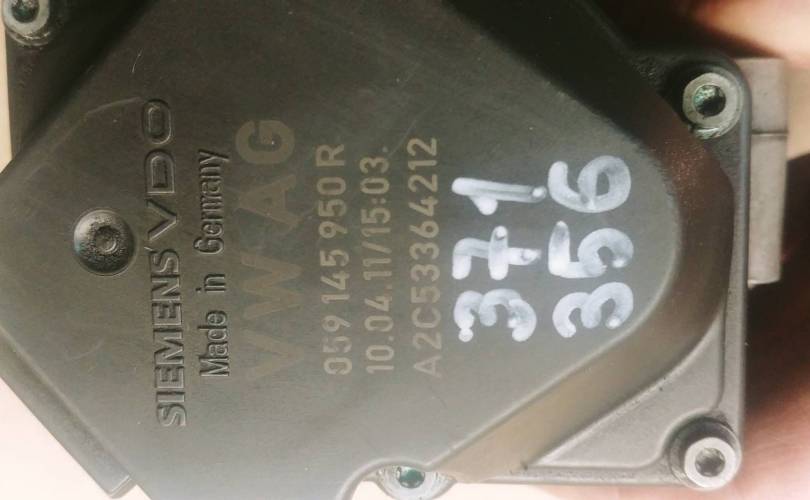 SIEMENS VDO
Made in Germany
VW AG
059 145 950 R
10.04.11/15:03.
A2C53364212
371
356